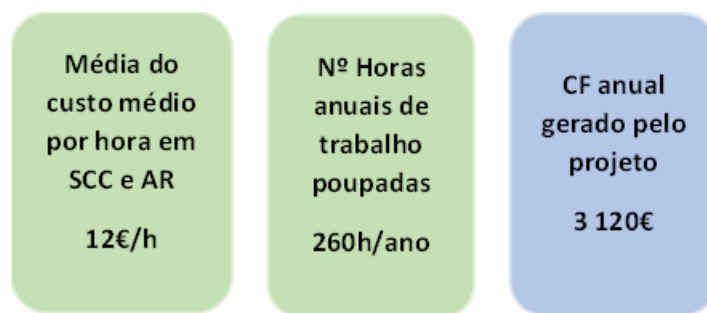 Média do
custo médio
por hora em
SCC e AR
12€/h
Nº Horas
anuais de
trabalho
poupadas
260h/ano
CF anual
gerado pelo
projeto
3 120€